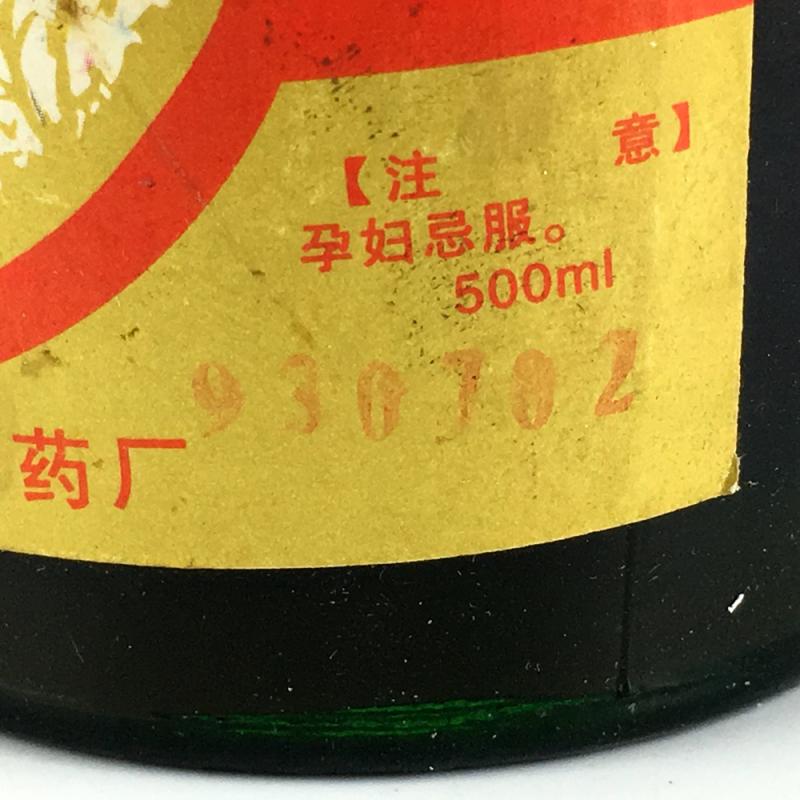 【注 意】
孕妇忌服。
500ml
930702
药厂